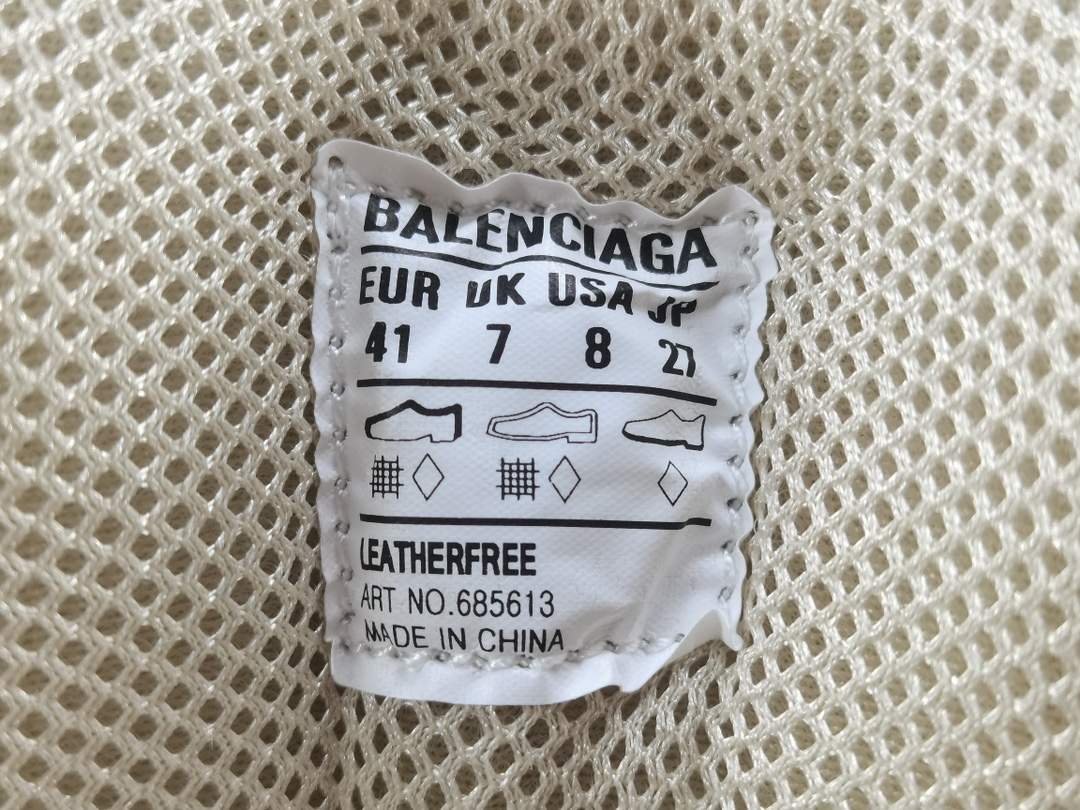 BALENCIAGA
EUR UK USA JP
41 7 8 27
LEATHERFREE
ART NO.685613
MADE IN CHINA